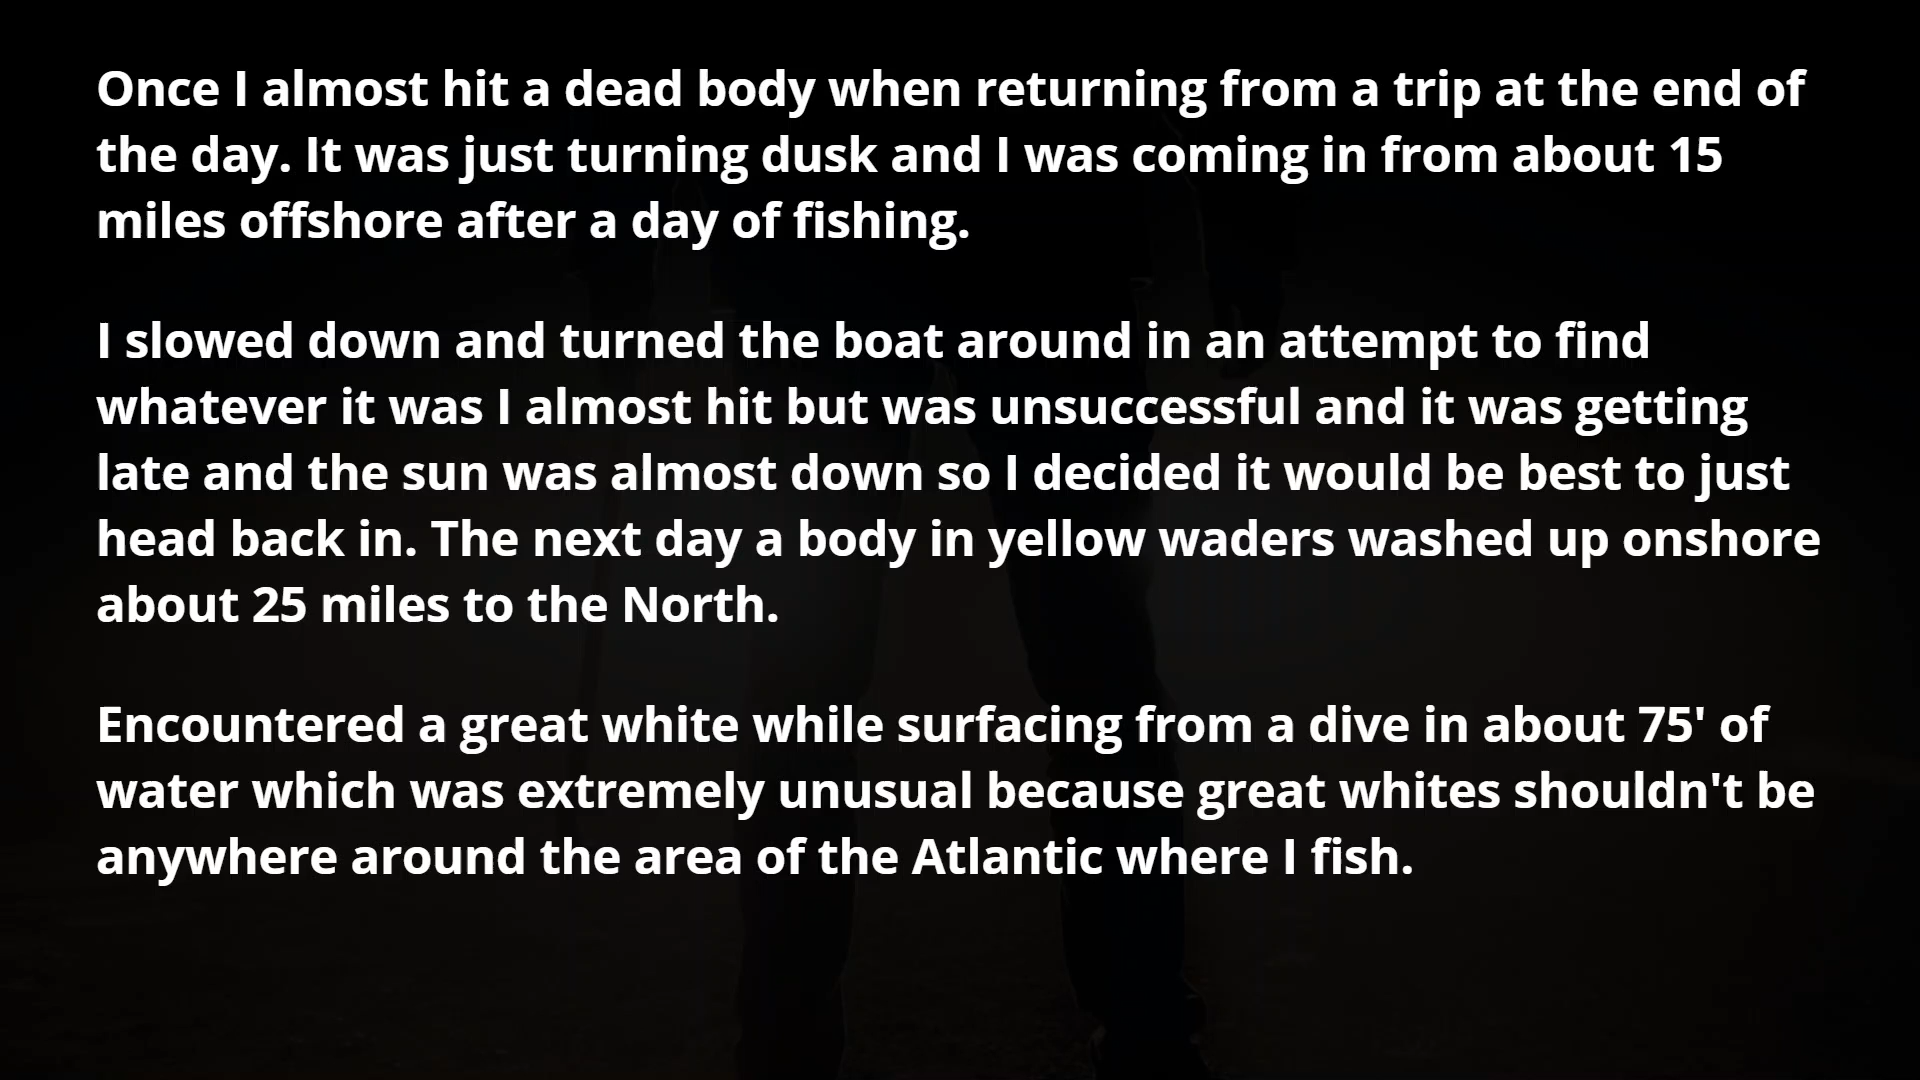 Once I almost hit a dead body when returning from a trip at the end of
the day. It was just turning dusk and I was coming in from about 15
miles offshore after a day of fishing.
I slowed down and turned the boat around in an attempt to find
whatever it was I almost hit but was unsuccessful and it was getting
late and the sun was almost down so I decided it would be best to just
head back in. The next day a body in yellow waders washed up onshore
about 25 miles to the North.
Encountered a great white while surfacing from a dive in about 75' of
water which was extremely unusual because great whites shouldn't be
anywhere around the area of the Atlantic where I fish.